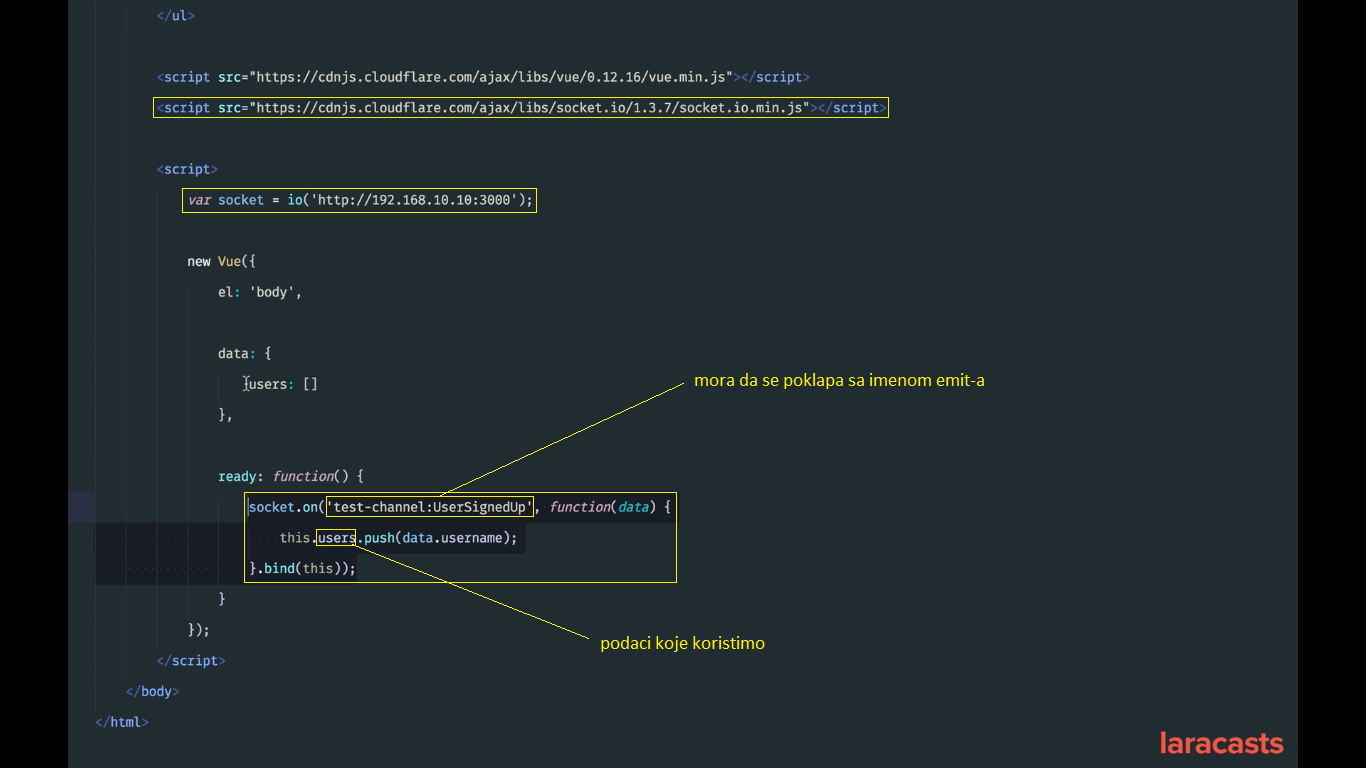 </ul>
<script src="https://cdnjs.cloudflare.com/ajax/libs/vue/0.12.16/vue.min.js"></script>
<script src="https://cdnjs.cloudflare.com/ajax/libs/socket.io/1.3.7/socket.io.min.js"></script>
<script>
var socket = io('http://192.168.10.10:3000');
new Vue({
el: 'body',
data: {
users: []
},
mora da se poklapa sa imenom emit-a
ready: function() {
socket.on('test-channel:UserSignedUp', function(data) {
this.users.push(data.username);
}.bind(this));
}
});
podaci koje koristimo
</script>
</body>
</html>
laracasts